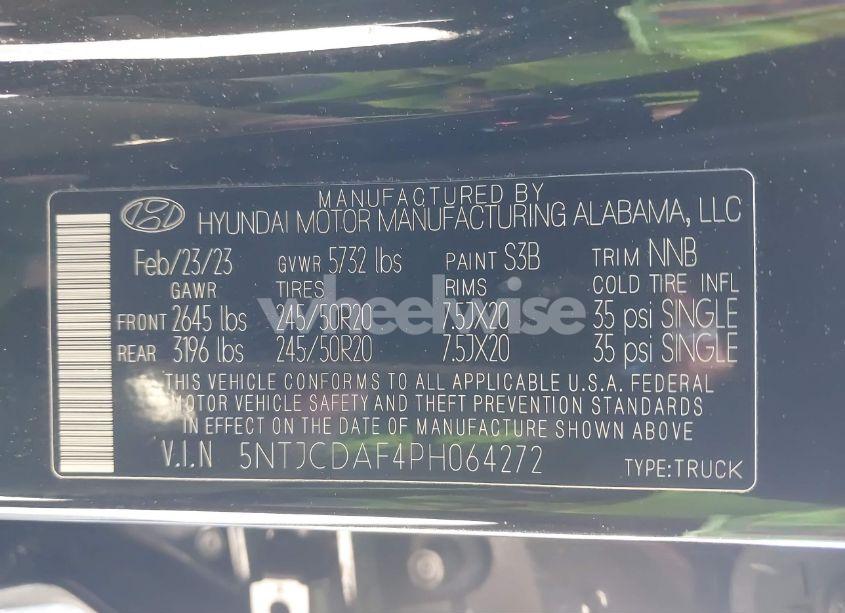 MANUFACTURED BY
HYUNDAI MOTOR MANUFACTURING ALABAMA, LLC
Feb/23/23 GVWR 5732 lbs PAINT S3B TRIM NNB
GAWR TIRES RIMS COLD TIRE INFL
FRONT 2645 lbs 245/50R20 7.5JX20 35 psi SINGLE
REAR 3196 lbs 245/50R20 7.5JX20 35 psi SINGLE
THIS VEHICLE CONFORMS TO ALL APPLICABLE U.S.A. FEDERAL
MOTOR VEHICLE SAFETY AND THEFT PREVENTION STANDARDS
IN EFFECT ON THE DATE OF MANUFACTURE SHOWN ABOVE
V.I.N 5NTJCDAF4PH064272 TYPE:TRUCK
wheelwise